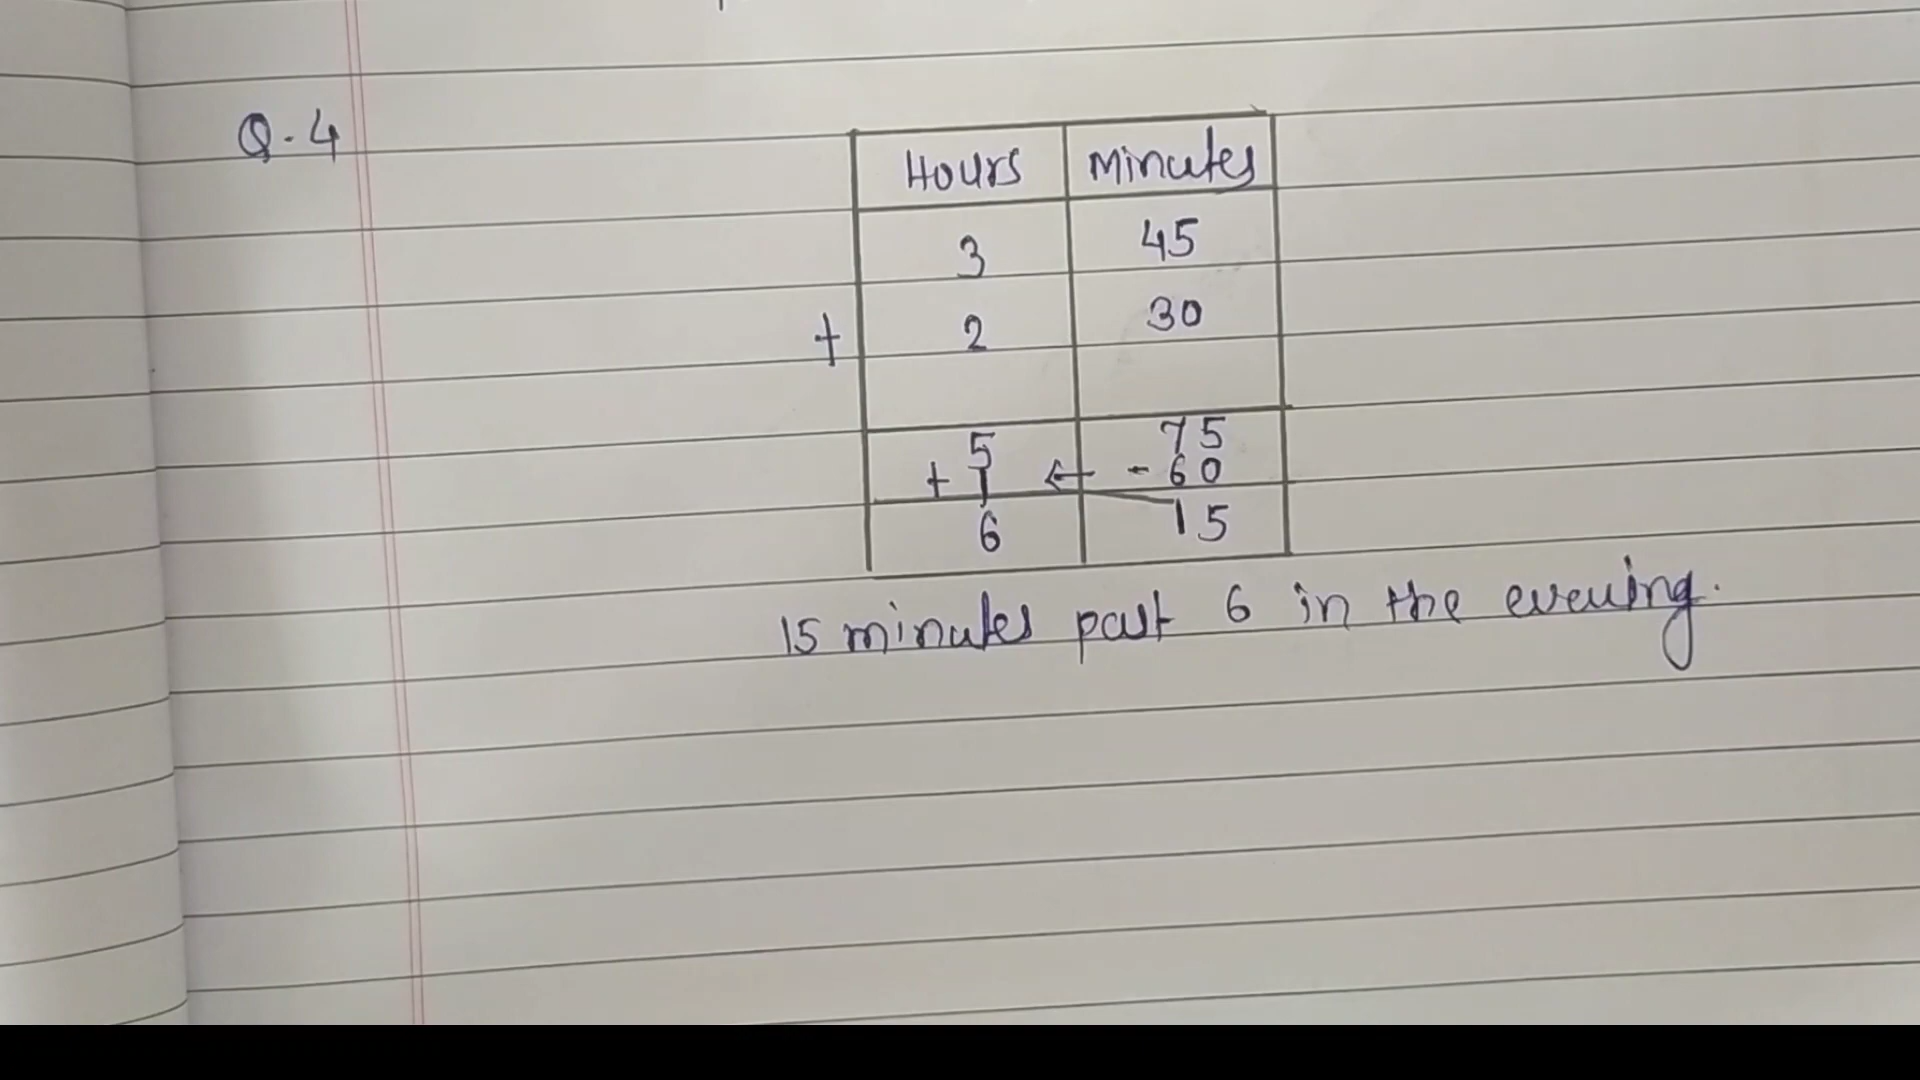 Q.4
Hours Minutes
3 45
+ 2 30
5 75
+ 1 ← - 60
6 15
15 minutes past 6 in the evening.